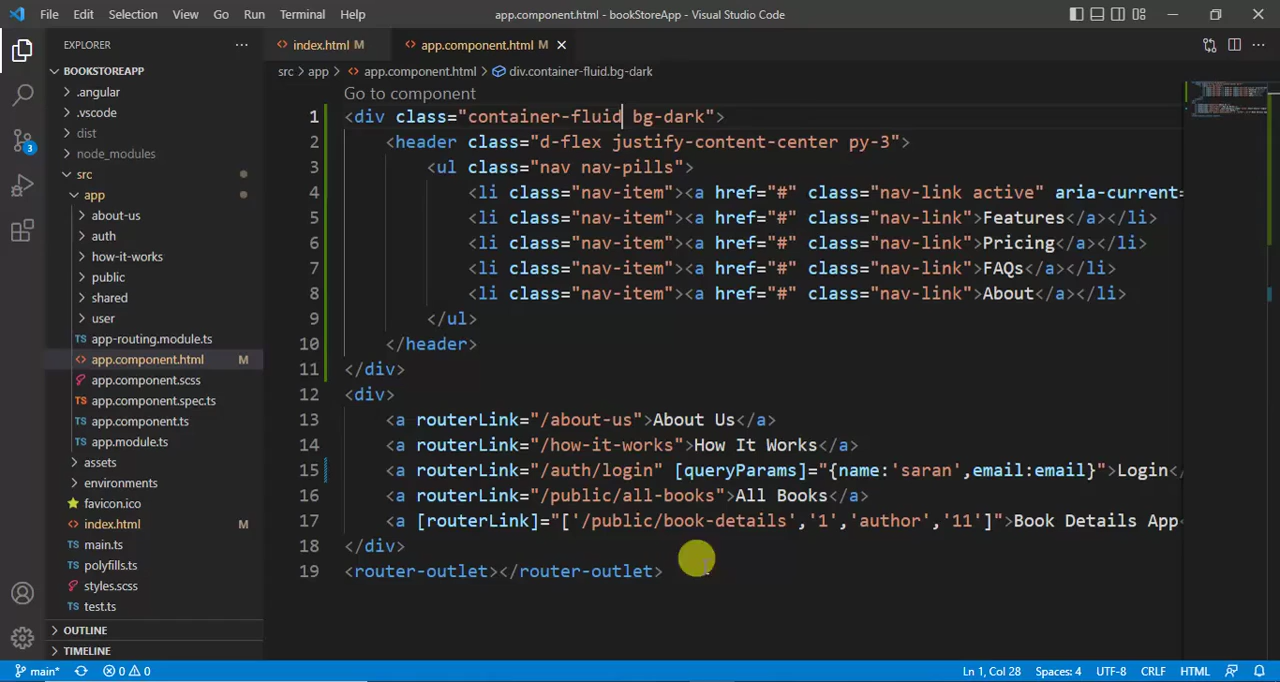 File Edit Selection View Go Run Terminal Help
app.component.html - bookStoreApp - Visual Studio Code
EXPLORER
BOOKSTOREAPP
.angular
.vscode
dist
node_modules
src
app
about-us
auth
how-it-works
public
shared
user
app-routing.module.ts
app.component.html M
app.component.scss
app.component.spec.ts
app.component.ts
app.module.ts
assets
environments
favicon.ico
index.html M
main.ts
polyfills.ts
styles.scss
test.ts
OUTLINE
TIMELINE
index.html M app.component.html M
src > app > app.component.html > div.container-fluid.bg-dark
Go to component
1 <div class="container-fluid bg-dark">
2 <header class="d-flex justify-content-center py-3">
3 <ul class="nav nav-pills">
4 <li class="nav-item"><a href="#" class="nav-link active" aria-current=
5 <li class="nav-item"><a href="#" class="nav-link">Features</a></li>
6 <li class="nav-item"><a href="#" class="nav-link">Pricing</a></li>
7 <li class="nav-item"><a href="#" class="nav-link">FAQs</a></li>
8 <li class="nav-item"><a href="#" class="nav-link">About</a></li>
9 </ul>
10 </header>
11 </div>
12 <div>
13 <a routerLink="/about-us">About Us</a>
14 <a routerLink="/how-it-works">How It Works</a>
15 <a routerLink="/auth/login" [queryParams]="{name:'saran',email:email}">Login</
16 <a routerLink="/public/all-books">All Books</a>
17 <a [routerLink]="['/public/book-details','1','author','11']">Book Details App<
18 </div>
19 <router-outlet></router-outlet>
3
main* 0 0 Ln 1, Col 28 Spaces: 4 UTF-8 CRLF HTML